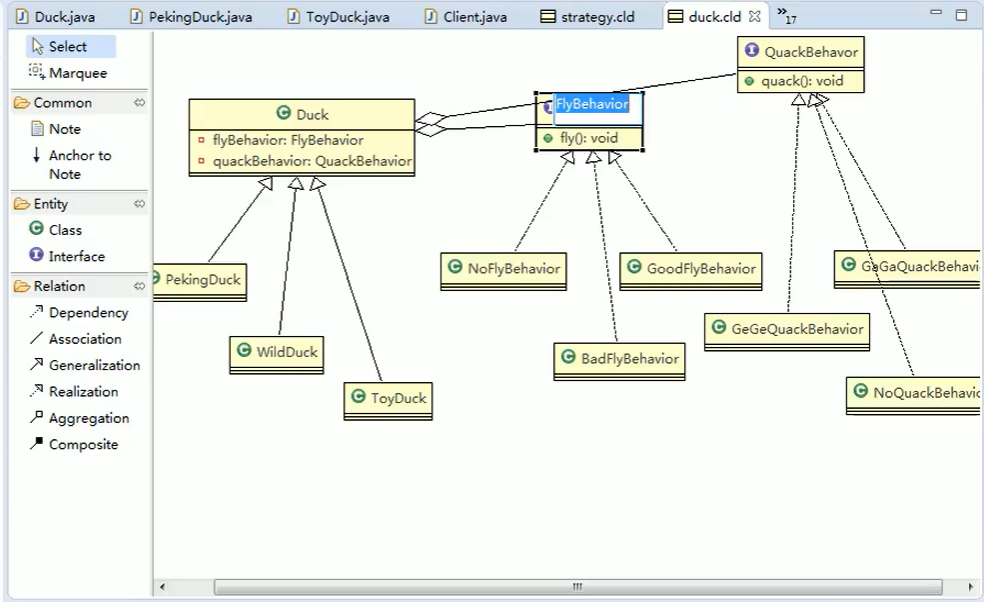 Duck.java PekingDuck.java ToyDuck.java Client.java strategy.cld duck.cld »17
Select
Marquee
Common
Note
Anchor to
Note
Entity
Class
Interface
Relation
Dependency
Association
Generalization
Realization
Aggregation
Composite
QuackBehavor
quack(): void
FlyBehavior
fly(): void
Duck
flyBehavior: FlyBehavior
quackBehavior: QuackBehavior
PekingDuck
WildDuck
ToyDuck
NoFlyBehavior
GoodFlyBehavior
BadFlyBehavior
GaGaQuackBehavi
GeGeQuackBehavior
NoQuackBehavio